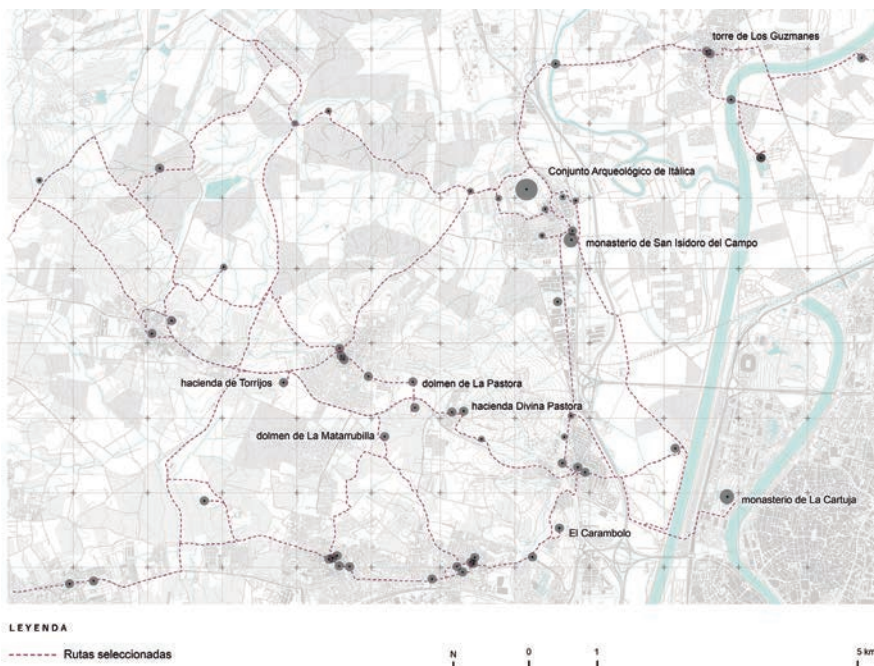 torre de Los Guzmanes
Conjunto Arqueológico de Itálica
monasterio de San Isidoro del Campo
hacienda de Torrijos
dolmen de La Pastora
hacienda Divina Pastora
dolmen de La Matarrubilla
monasterio de La Cartuja
El Carambolo
LEYENDA
Rutas seleccionadas
N 0 1 5 km